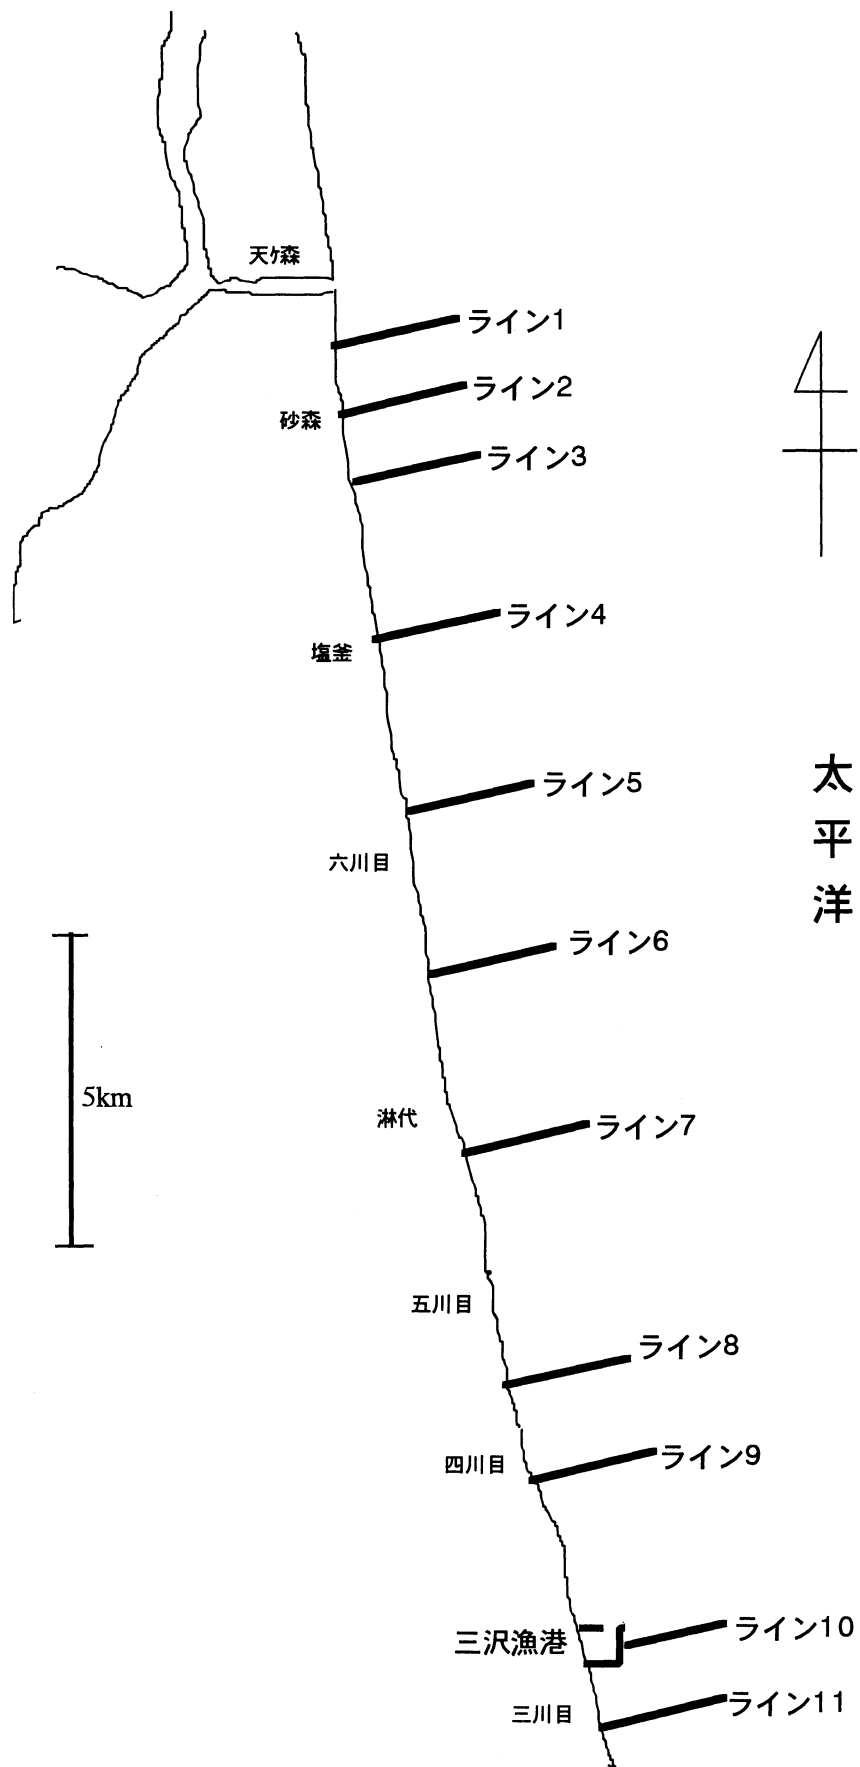 天ヶ森
ライン1
ライン2
砂森
ライン3
ライン4
塩釜
太平洋
ライン5
六川目
ライン6
5km
淋代
ライン7
五川目
ライン8
四川目
ライン9
三沢漁港
ライン10
三川目
ライン11